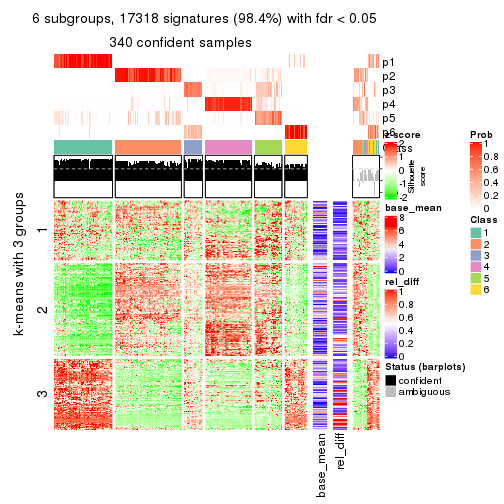 6 subgroups, 17318 signatures (98.4%) with fdr < 0.05
340 confident samples
p1
p2
p3
p4
p5
p6
Class
z-score
2
1
0
-1
-2
Silhouette
score
Prob
1
0.8
0.6
0.4
0.2
0
base_mean
8
6
4
2
0
Class
1
2
3
4
5
6
rel_diff
1
0.8
0.6
0.4
0.2
0
Status (barplots)
confident
ambiguous
k-means with 3 groups
1
2
3
base_mean
rel_diff